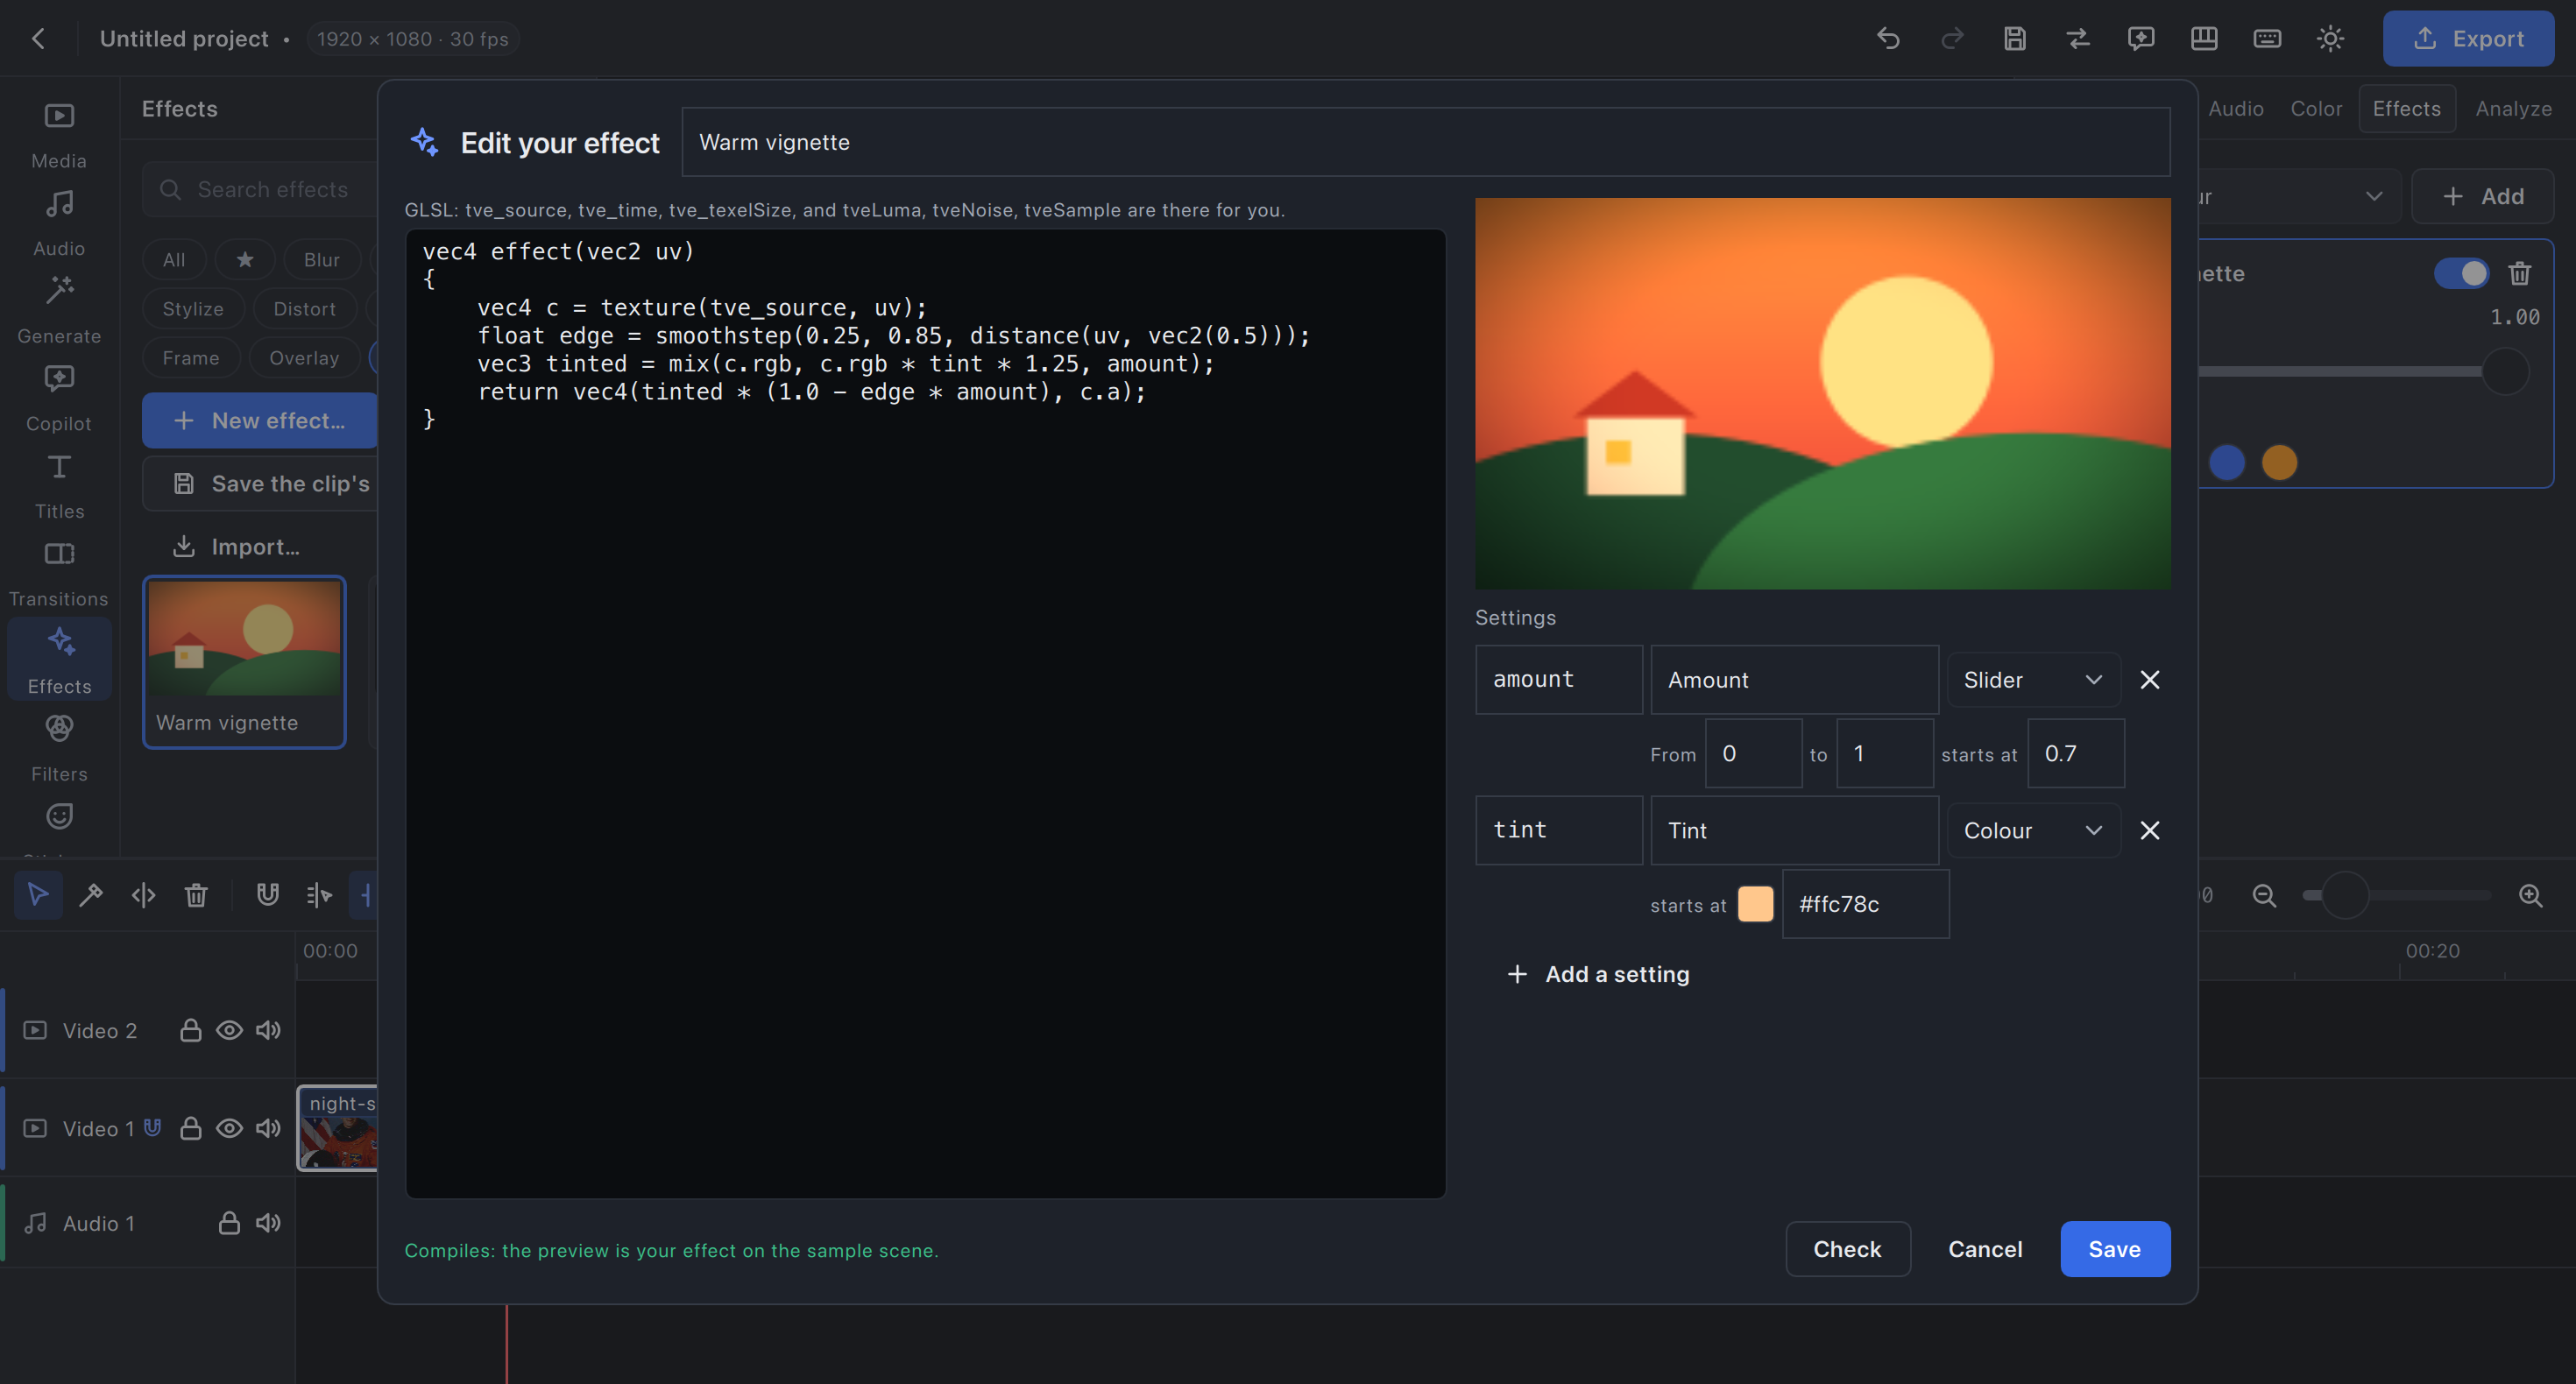 Untitled project •
1920 × 1080 · 30 fps
Export
Media
Audio
Generate
Copilot
Titles
Transitions
Effects
Filters
Effects
Search effects
All
Blur
Stylize
Distort
Frame
Overlay
New effect...
Save the clip's
Import...
Warm vignette
Edit your effect
Warm vignette
GLSL: tve_source, tve_time, tve_texelSize, and tveLuma, tveNoise, tveSample are there for you.
vec4 effect(vec2 uv)
{
    vec4 c = texture(tve_source, uv);
    float edge = smoothstep(0.25, 0.85, distance(uv, vec2(0.5)));
    vec3 tinted = mix(c.rgb, c.rgb * tint * 1.25, amount);
    return vec4(tinted * (1.0 - edge * amount), c.a);
}
Settings
amount
Amount
Slider
From 0 to 1 starts at 0.7
tint
Tint
Colour
starts at #ffc78c
Add a setting
Compiles: the preview is your effect on the sample scene.
Check
Cancel
Save
Audio
Color
Effects
Analyze
Add
1.00
00:00
00:20
Video 2
Video 1
night-s
Audio 1